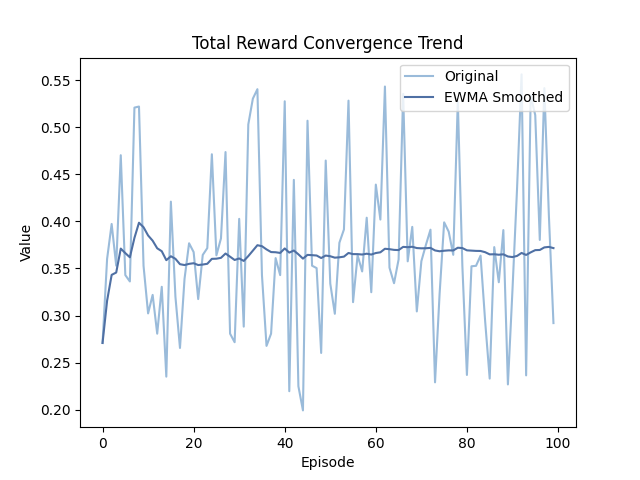 Total Reward Convergence Trend
Original
EWMA Smoothed
0.55
0.50
0.45
0.40
0.35
0.30
0.25
0.20
Value
0 20 40 60 80 100
Episode